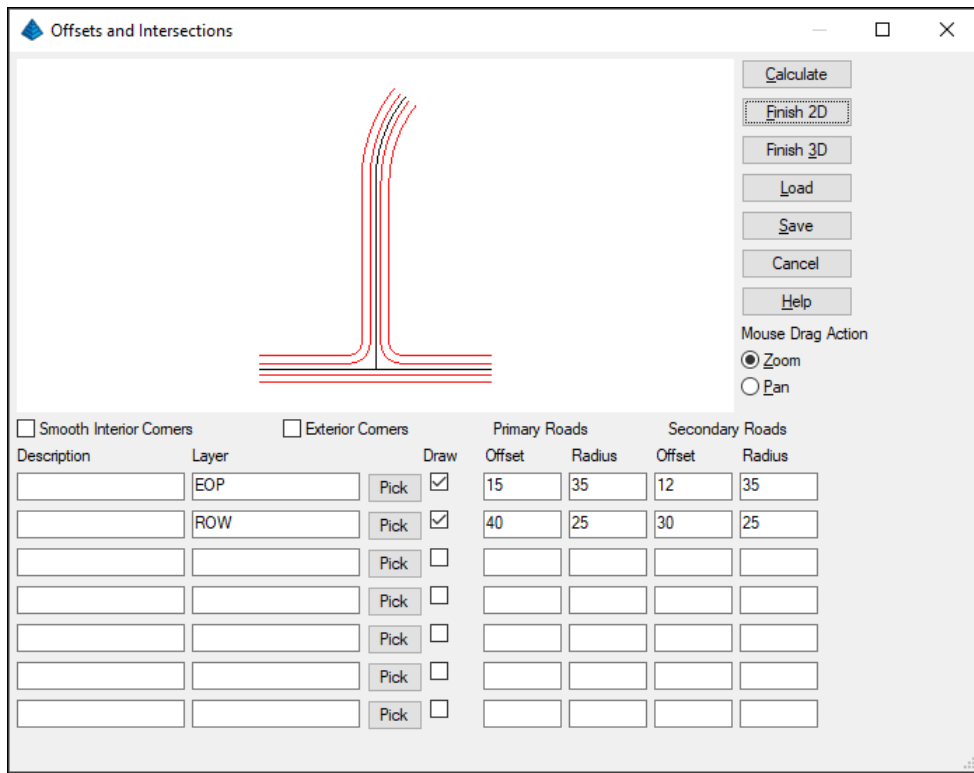 Offsets and Intersections
Calculate
Finish 2D
Finish 3D
Load
Save
Cancel
Help
Mouse Drag Action
Zoom
Pan
Smooth Interior Corners Exterior Corners Primary Roads Secondary Roads
Description Layer Draw Offset Radius Offset Radius
EOP Pick 15 35 12 35
ROW Pick 40 25 30 25
Pick
Pick
Pick
Pick
Pick